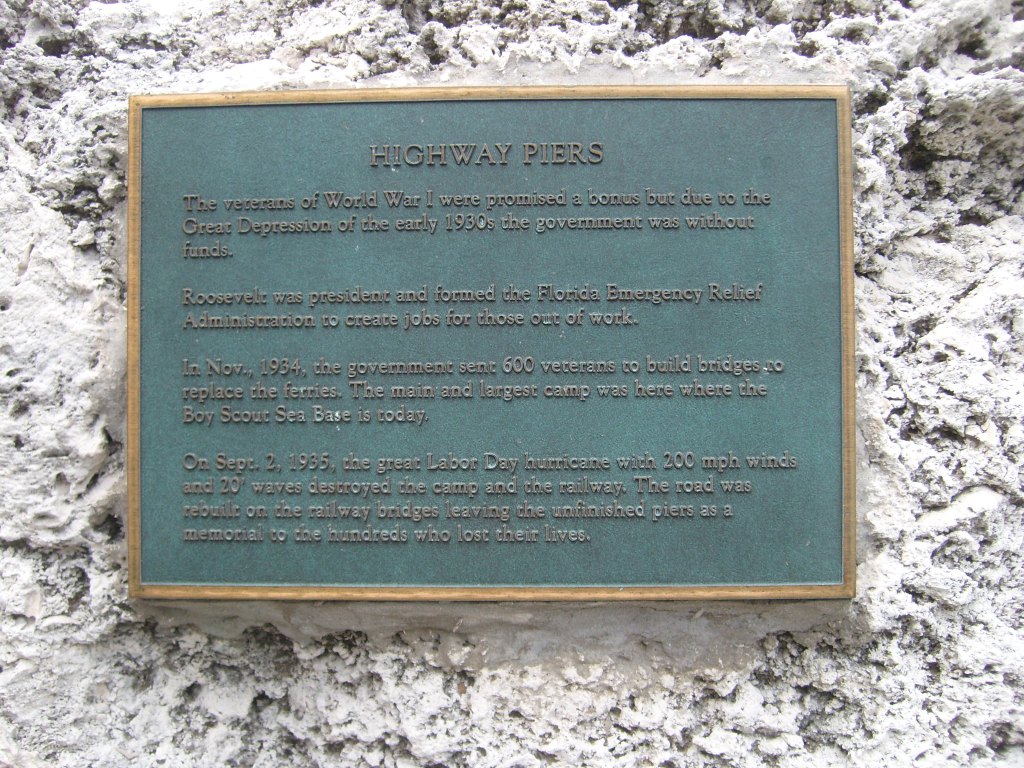 HIGHWAY PIERS
The veterans of World War I were promised a bonus but due to the
Great Depression of the early 1930s the government was without
funds.
Roosevelt was president and formed the Florida Emergency Relief
Administration to create jobs for those out of work.
In Nov., 1934, the government sent 600 veterans to build bridges to
replace the ferries. The main and largest camp was here where the
Boy Scout Sea Base is today.
On Sept. 2, 1935, the great Labor Day hurricane with 200 mph winds
and 20' waves destroyed the camp and the railway. The road was
rebuilt on the railway bridges leaving the unfinished piers as a
memorial to the hundreds who lost their lives.